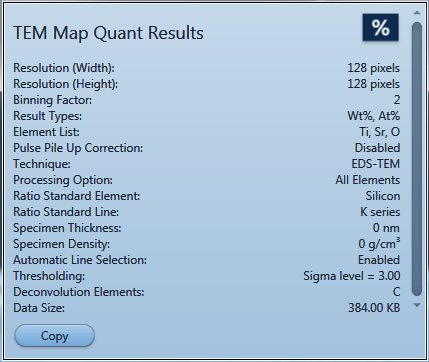 TEM Map Quant Results
%
Resolution (Width): 128 pixels
Resolution (Height): 128 pixels
Binning Factor: 2
Result Types: Wt%, At%
Element List: Ti, Sr, O
Pulse Pile Up Correction: Disabled
Technique: EDS-TEM
Processing Option: All Elements
Ratio Standard Element: Silicon
Ratio Standard Line: K series
Specimen Thickness: 0 nm
Specimen Density: 0 g/cm³
Automatic Line Selection: Enabled
Thresholding: Sigma level = 3.00
Deconvolution Elements: C
Data Size: 384.00 KB
Copy